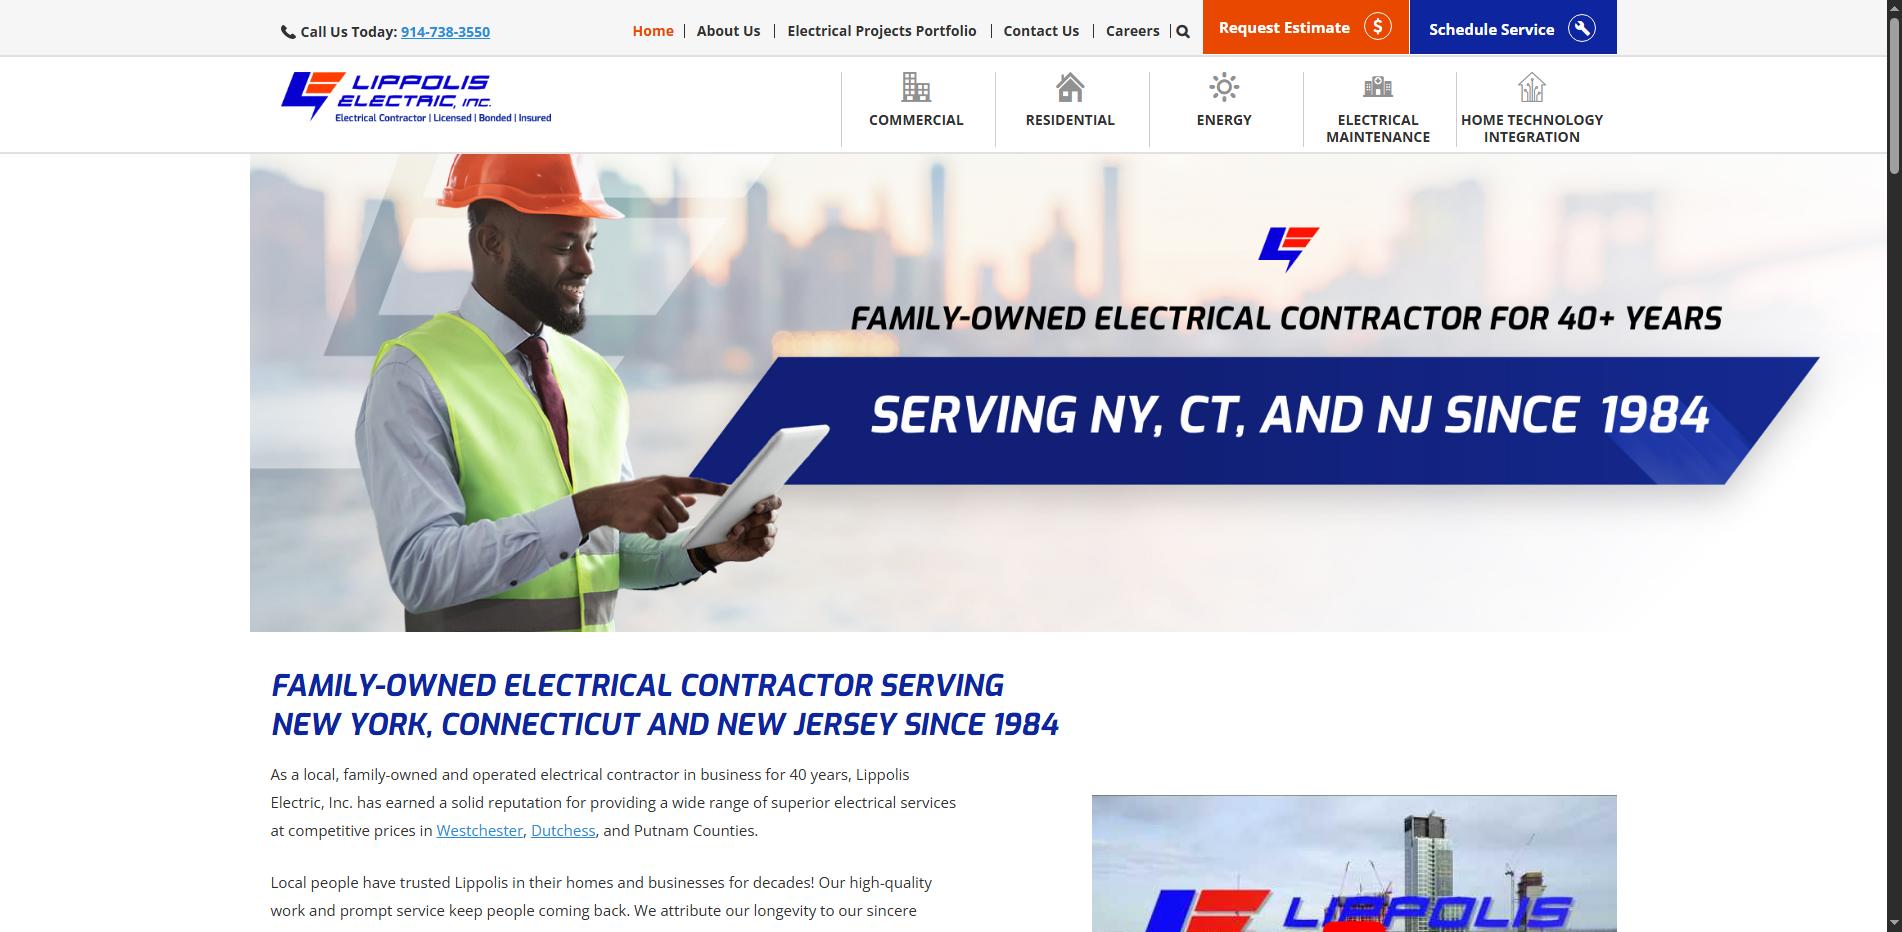 Call Us Today: 914-738-3550
Home
About Us
Electrical Projects Portfolio
Contact Us
Careers
Request Estimate
$
Schedule Service
LIPPOLIS
ELECTRIC, INC.
Electrical Contractor | Licensed | Bonded | Insured
COMMERCIAL
RESIDENTIAL
ENERGY
ELECTRICAL
MAINTENANCE
HOME TECHNOLOGY
INTEGRATION
FAMILY-OWNED ELECTRICAL CONTRACTOR FOR 40+ YEARS
SERVING NY, CT, AND NJ SINCE 1984
FAMILY-OWNED ELECTRICAL CONTRACTOR SERVING
NEW YORK, CONNECTICUT AND NEW JERSEY SINCE 1984
As a local, family-owned and operated electrical contractor in business for 40 years, Lippolis
Electric, Inc. has earned a solid reputation for providing a wide range of superior electrical services
at competitive prices in Westchester, Dutchess, and Putnam Counties.
Local people have trusted Lippolis in their homes and businesses for decades! Our high-quality
work and prompt service keep people coming back. We attribute our longevity to our sincere
LIPPOLIS